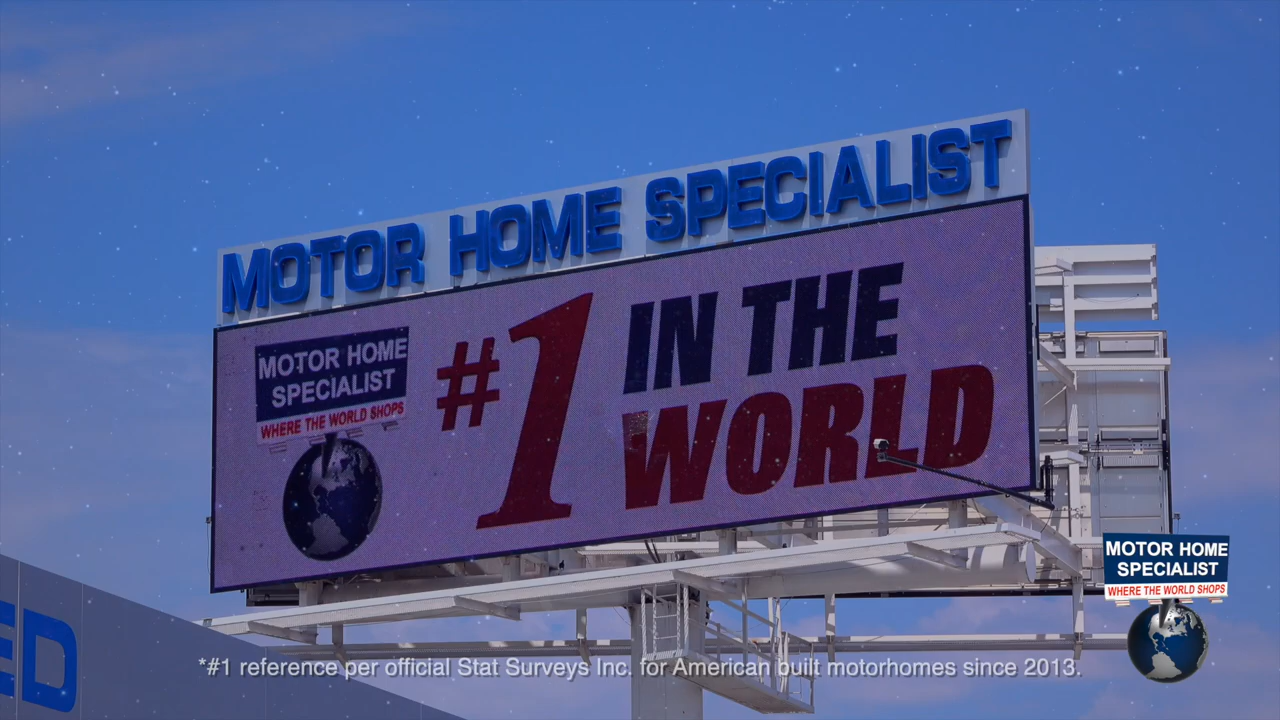 MOTOR HOME SPECIALIST
MOTOR HOME
SPECIALIST
WHERE THE WORLD SHOPS
#1 IN THE
WORLD
ED
MOTOR HOME
SPECIALIST
WHERE THE WORLD SHOPS
*#1 reference per official Stat Surveys Inc. for American built motorhomes since 2013.